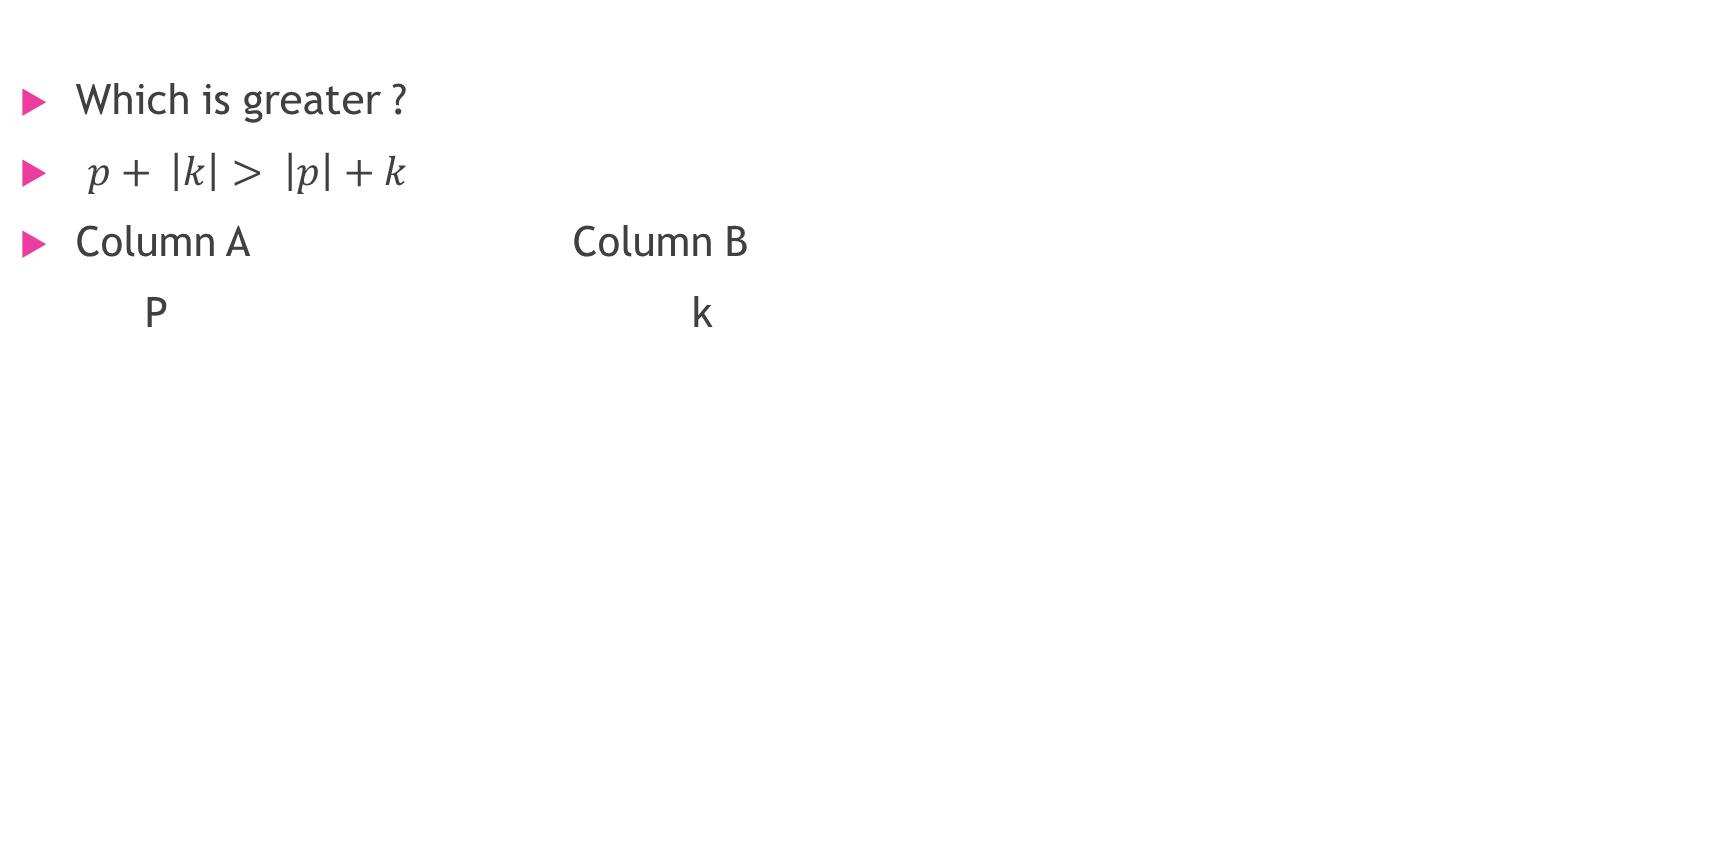 Which is greater ?
p + |k| > |p| + k
Column A Column B
P k